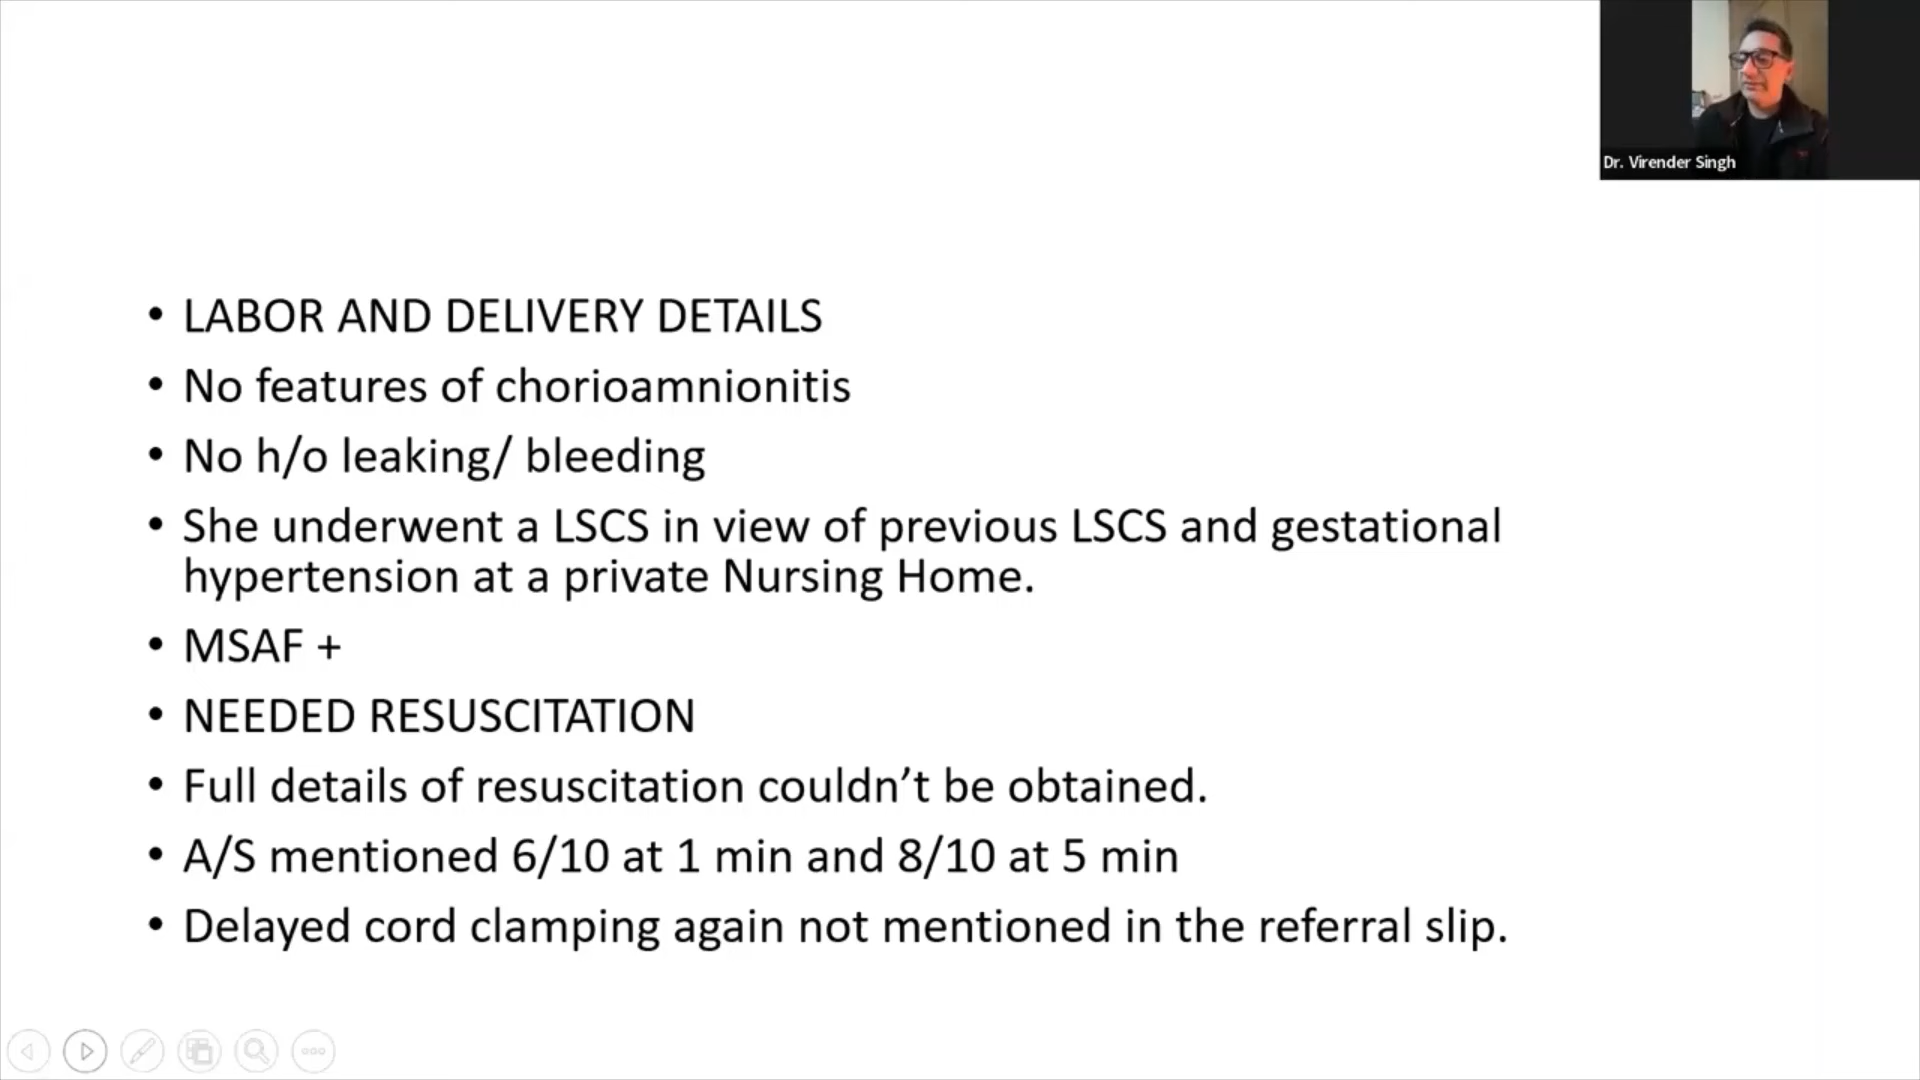 Dr. Virender Singh
• LABOR AND DELIVERY DETAILS
• No features of chorioamnionitis
• No h/o leaking/ bleeding
• She underwent a LSCS in view of previous LSCS and gestational
hypertension at a private Nursing Home.
• MSAF +
• NEEDED RESUSCITATION
• Full details of resuscitation couldn’t be obtained.
• A/S mentioned 6/10 at 1 min and 8/10 at 5 min
• Delayed cord clamping again not mentioned in the referral slip.